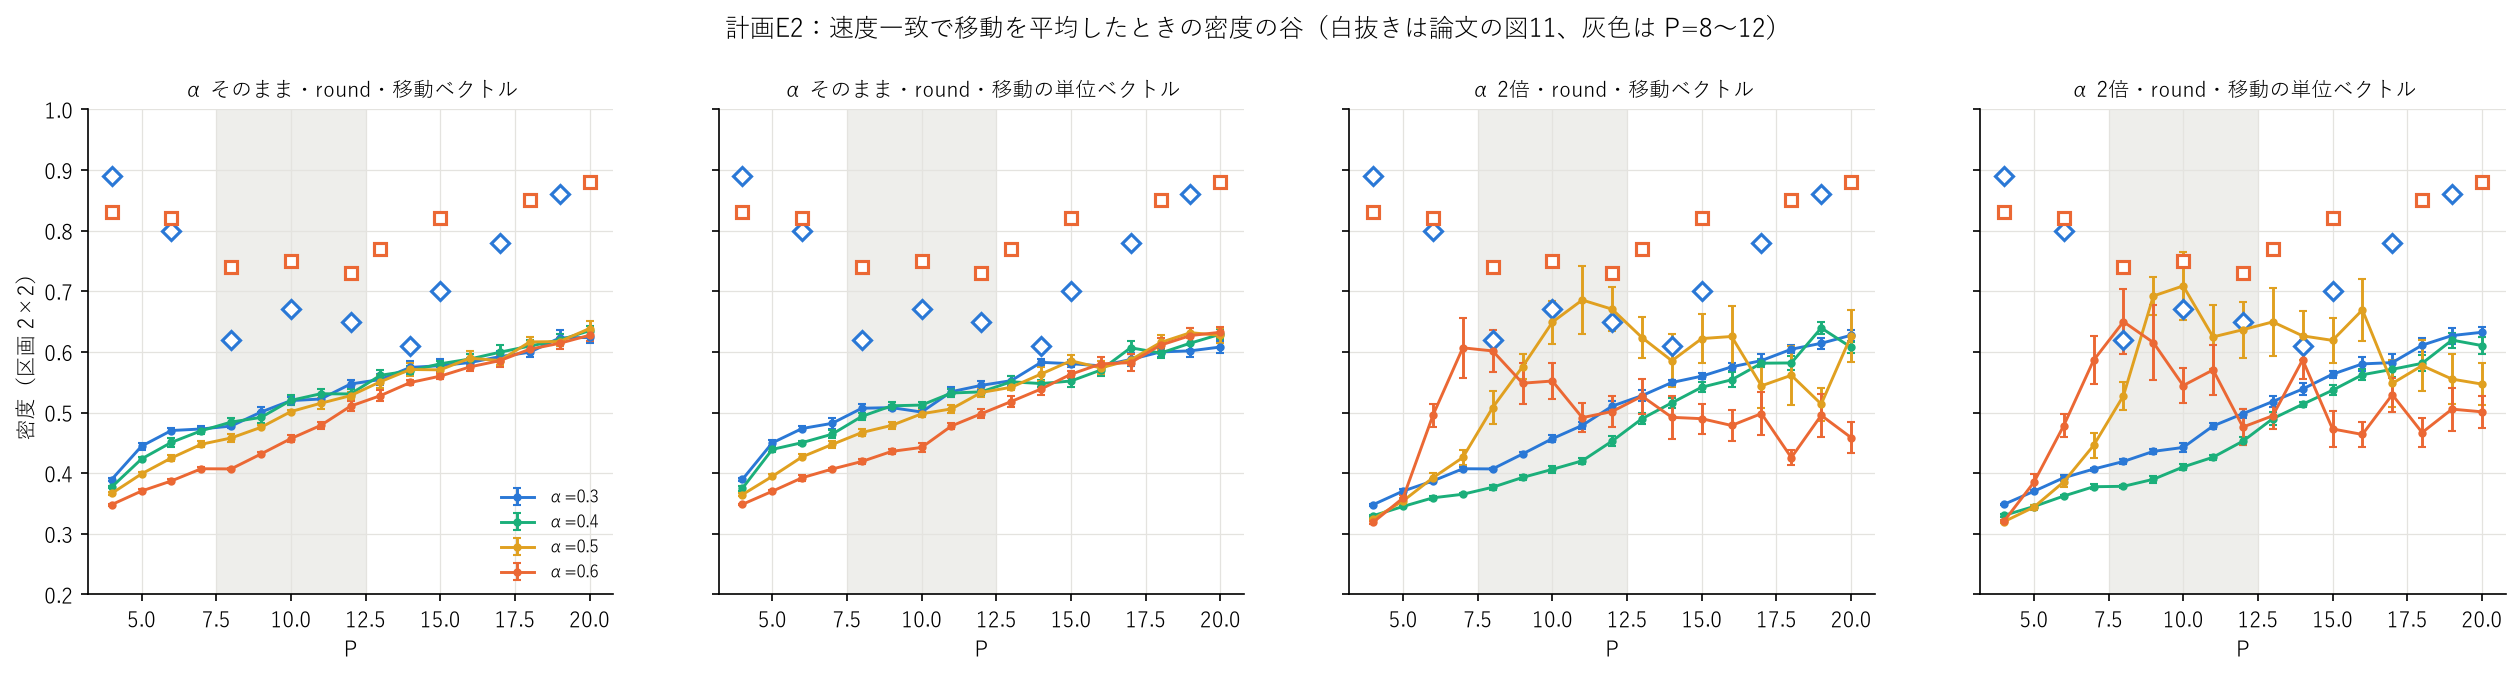 計画E2：速度一致で移動を平均したときの密度の谷（白抜きは論文の図11、灰色は P=8〜12）
α そのまま・round・移動ベクトル
α そのまま・round・移動の単位ベクトル
α 2倍・round・移動ベクトル
α 2倍・round・移動の単位ベクトル
密度（区画 2×2）
1.0
0.9
0.8
0.7
0.6
0.5
0.4
0.3
0.2
α=0.3
α=0.4
α=0.5
α=0.6
5.0 7.5 10.0 12.5 15.0 17.5 20.0
P
5.0 7.5 10.0 12.5 15.0 17.5 20.0
P
5.0 7.5 10.0 12.5 15.0 17.5 20.0
P
5.0 7.5 10.0 12.5 15.0 17.5 20.0
P